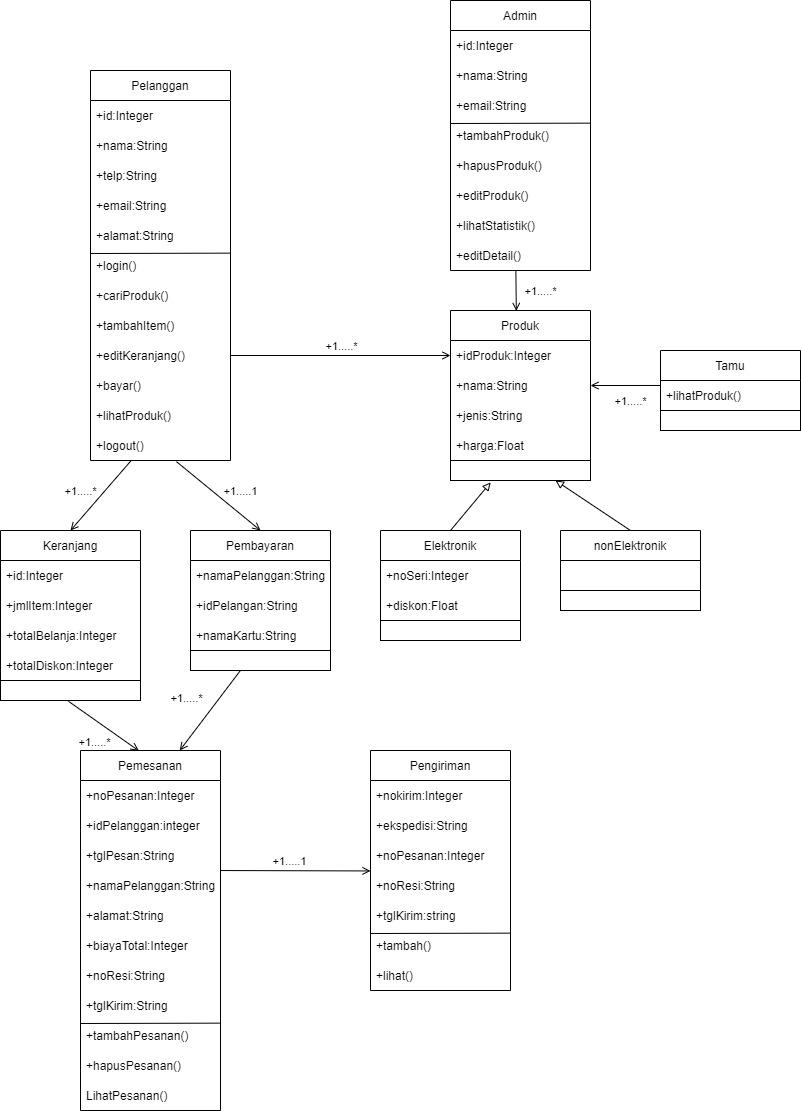 Admin
+id:Integer
+nama:String
+email:String
+tambahProduk()
+hapusProduk()
+editProduk()
+lihatStatistik()
+editDetail()
+1.....*
Pelanggan
+id:Integer
+nama:String
+telp:String
+email:String
+alamat:String
+login()
+cariProduk()
+tambahItem()
+editKeranjang()
+bayar()
+lihatProduk()
+logout()
+1.....*
Produk
+idProduk:Integer
+nama:String
+jenis:String
+harga:Float
Tamu
+lihatProduk()
+1.....*
+1.....*
+1.....1
Keranjang
+id:Integer
+jmlItem:Integer
+totalBelanja:Integer
+totalDiskon:Integer
Pembayaran
+namaPelanggan:String
+idPelangan:String
+namaKartu:String
Elektronik
+noSeri:Integer
+diskon:Float
nonElektronik
+1.....*
+1.....*
Pemesanan
+noPesanan:Integer
+idPelanggan:integer
+tglPesan:String
+namaPelanggan:String
+alamat:String
+biayaTotal:Integer
+noResi:String
+tglKirim:String
+tambahPesanan()
+hapusPesanan()
LihatPesanan()
+1.....1
Pengiriman
+nokirim:Integer
+ekspedisi:String
+noPesanan:Integer
+noResi:String
+tglKirim:string
+tambah()
+lihat()